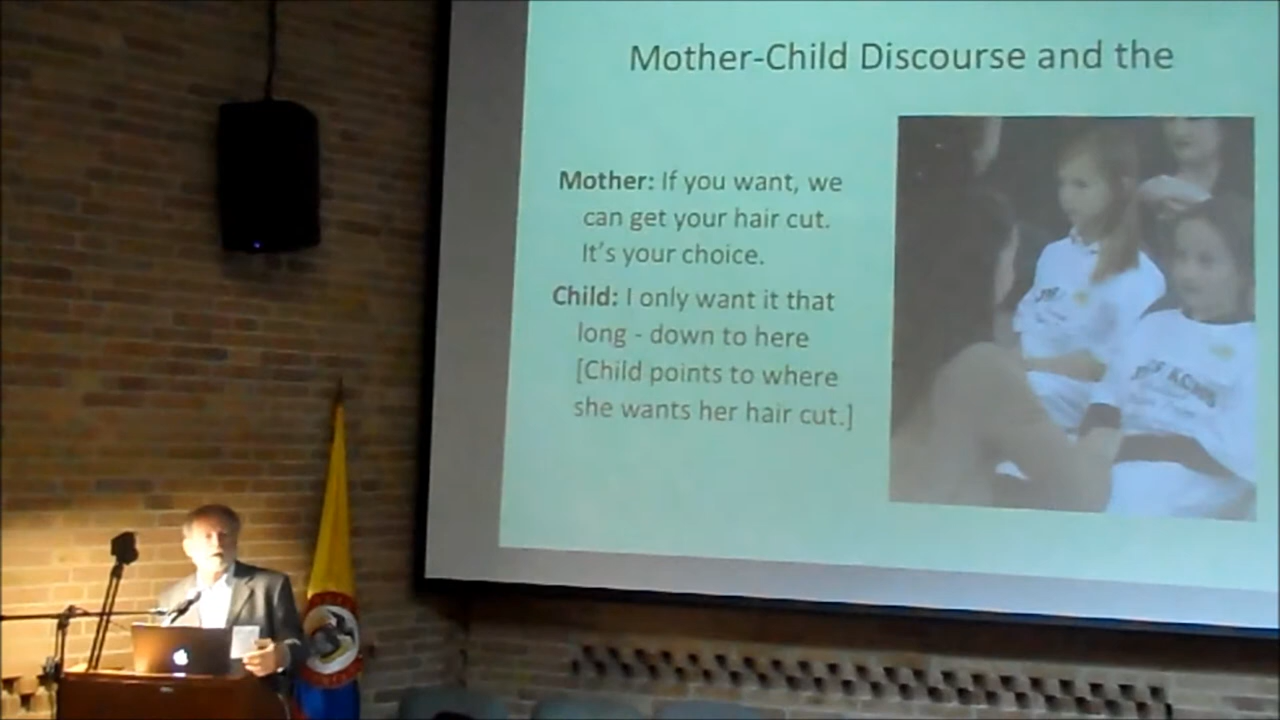 Mother-Child Discourse and the
Mother: If you want, we
can get your hair cut.
It's your choice.
Child: I only want it that
long - down to here
[Child points to where
she wants her hair cut.]